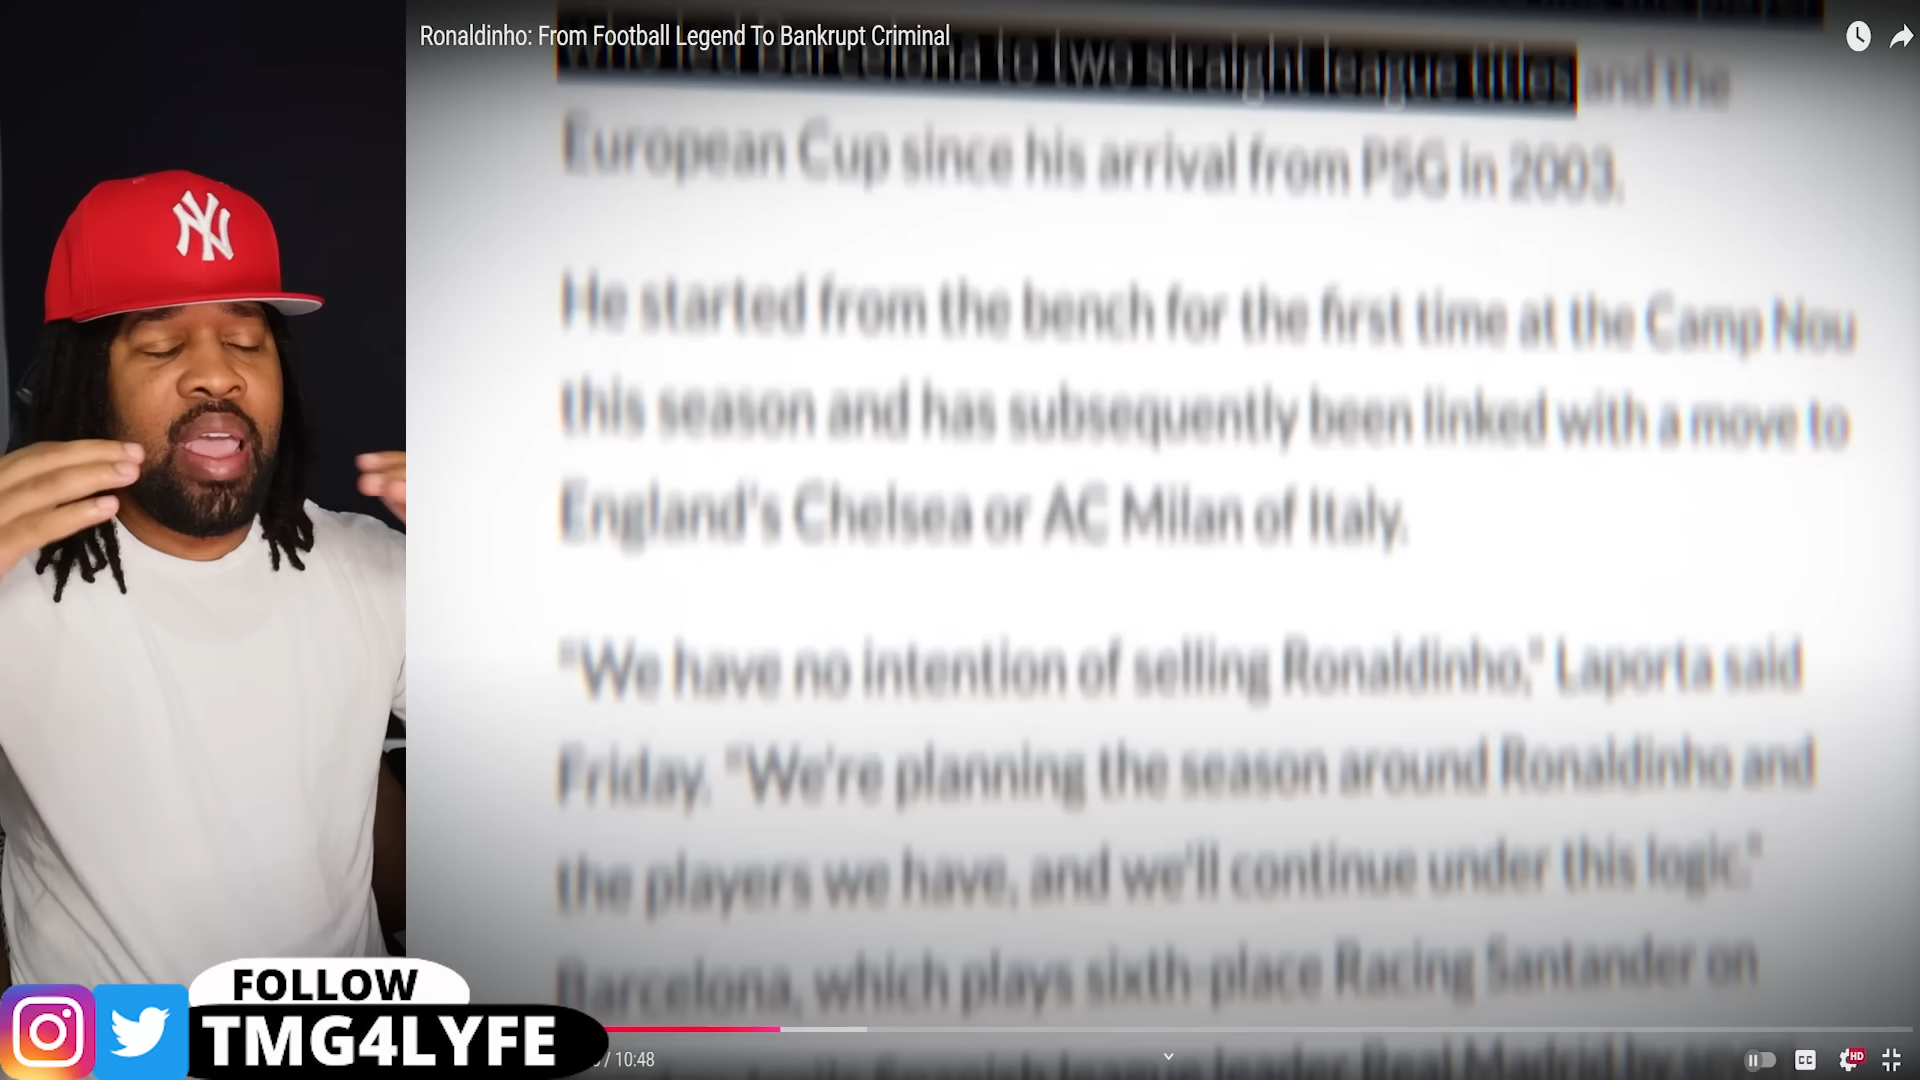 Ronaldinho: From Football Legend To Bankrupt Criminal
Who led Barcelona to two straight league titles and the
European Cup since his arrival from PSG in 2003.
He started from the bench for the first time at the Camp Nou
this season and has subsequently been linked with a move to
England's Chelsea or AC Milan of Italy.
"We have no intention of selling Ronaldinho," Laporta said
Friday. "We're planning the season around Ronaldinho and
the players we have, and we'll continue under this logic."
Barcelona, which plays sixth-place Racing Santander on
Real Madrid by
NY
FOLLOW
TMG4LYFE
/ 10:48
CC
HD